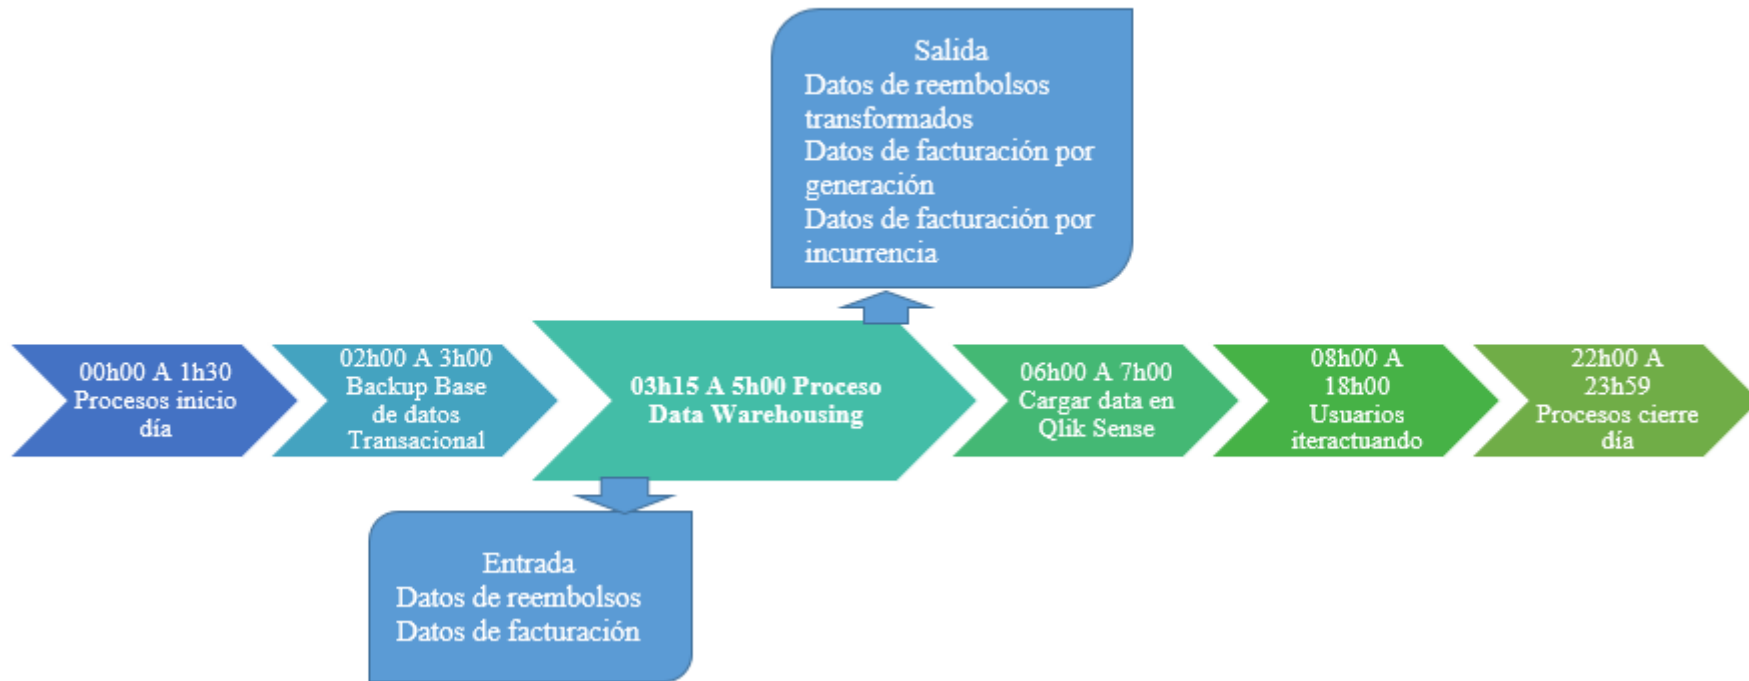 Salida
Datos de reembolsos
transformados
Datos de facturación por
generación
Datos de facturación por
incurrencia
00h00 A 1h30
Procesos inicio
día
02h00 A 3h00
Backup Base
de datos
Transacional
03h15 A 5h00 Proceso
Data Warehousing
06h00 A 7h00
Cargar data en
Qlik Sense
08h00 A
18h00
Usuarios
iteractuando
22h00 A
23h59
Procesos cierre
día
Entrada
Datos de reembolsos
Datos de facturación